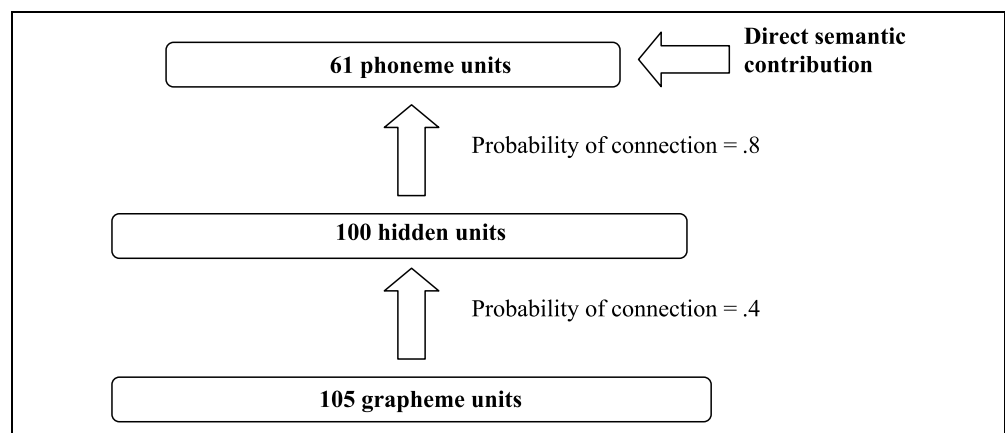 61 phoneme units
Direct semantic
contribution
Probability of connection = .8
100 hidden units
Probability of connection = .4
105 grapheme units